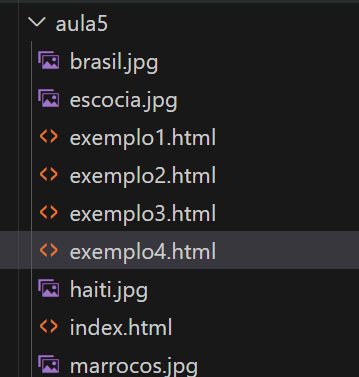 aula5
brasil.jpg
escocia.jpg
exemplo1.html
exemplo2.html
exemplo3.html
exemplo4.html
haiti.jpg
index.html
marrocos.jpg